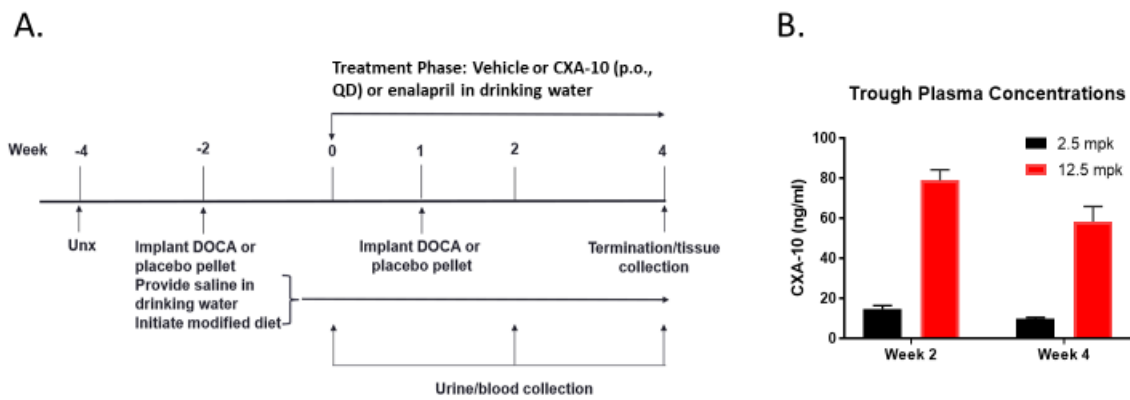 A.
Treatment Phase: Vehicle or CXA-10 (p.o.,
QD) or enalapril in drinking water
Week -4 -2 0 1 2 4
Unx
Implant DOCA or
placebo pellet
Provide saline in
drinking water
Initiate modified diet
Implant DOCA or
placebo pellet
Termination/tissue
collection
Urine/blood collection
B.
Trough Plasma Concentrations
2.5 mpk
12.5 mpk
CXA-10 (ng/ml)
100
80
60
40
20
0
Week 2 Week 4